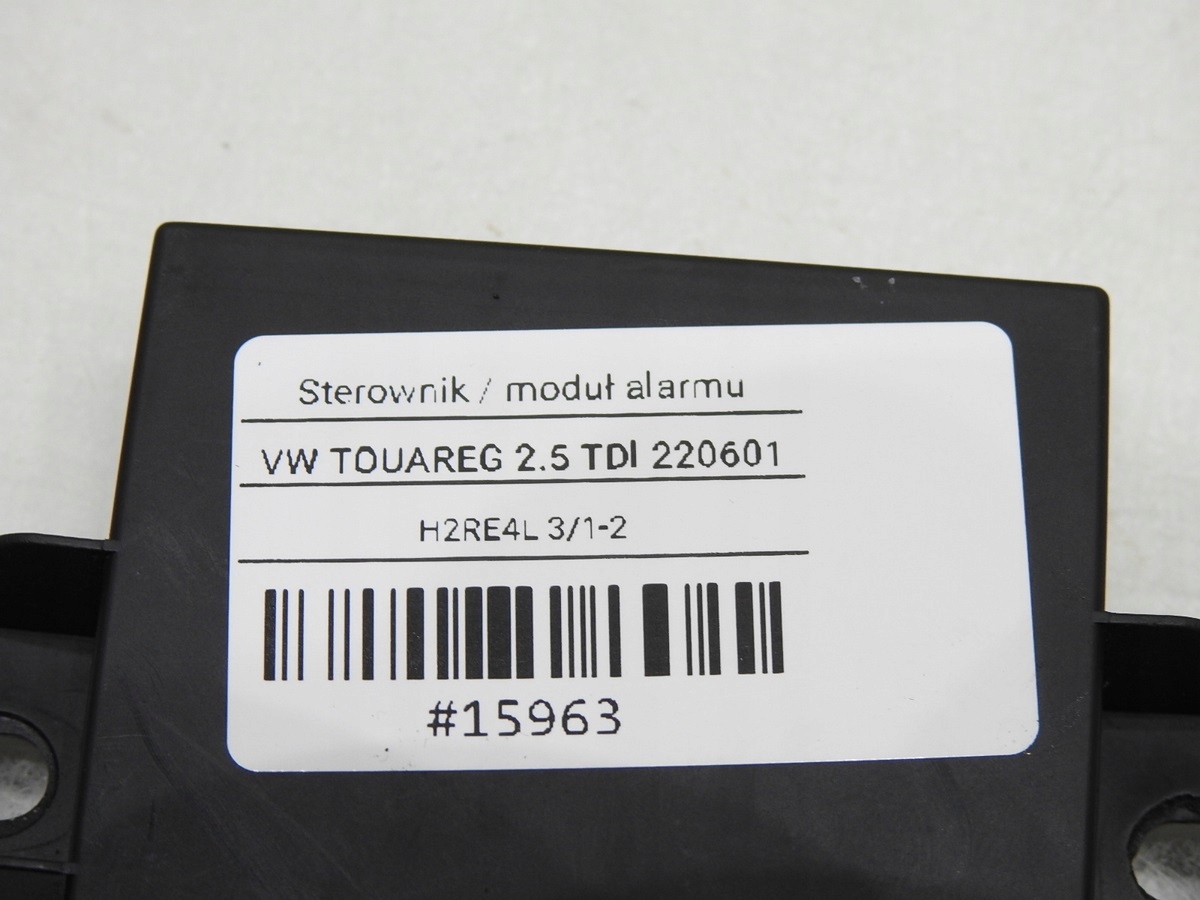 Sterownik / moduł alarmu
VW TOUAREG 2.5 TDI 220601
H2RE4L 3/1-2
#15963